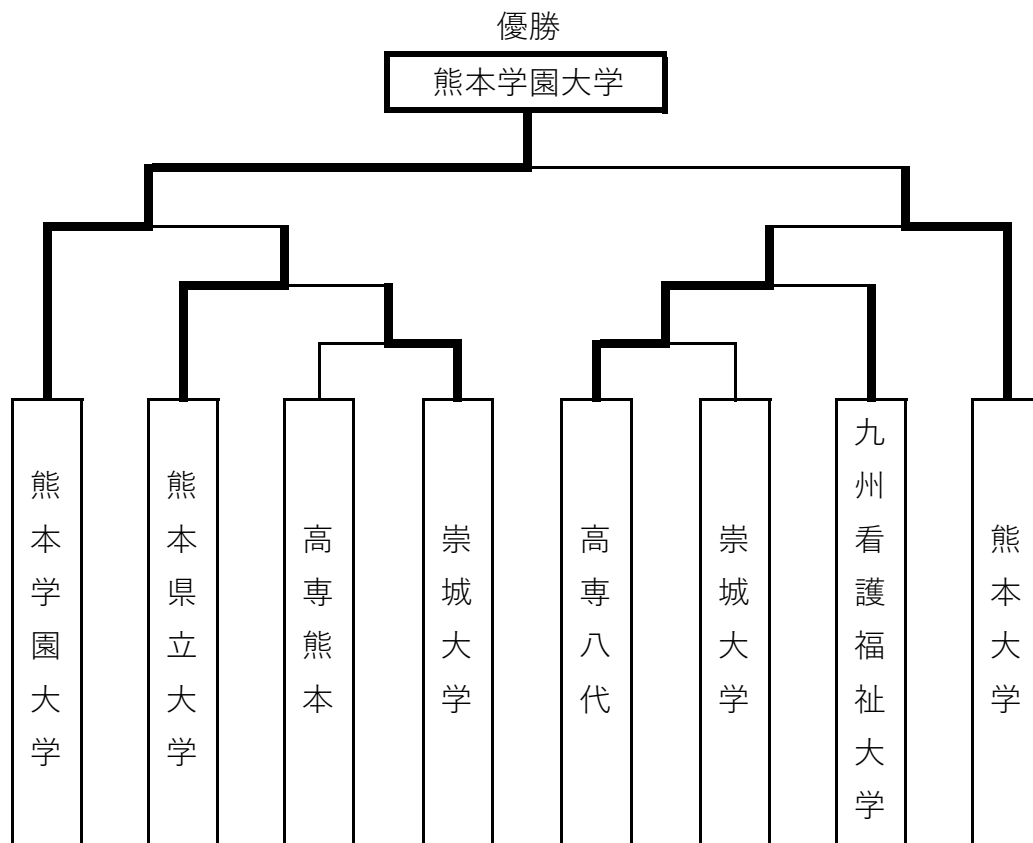 優勝
熊本学園大学
熊本学園大学
熊本県立大学
高専熊本
崇城大学
高専八代
崇城大学
九州看護福祉大学
熊本大学